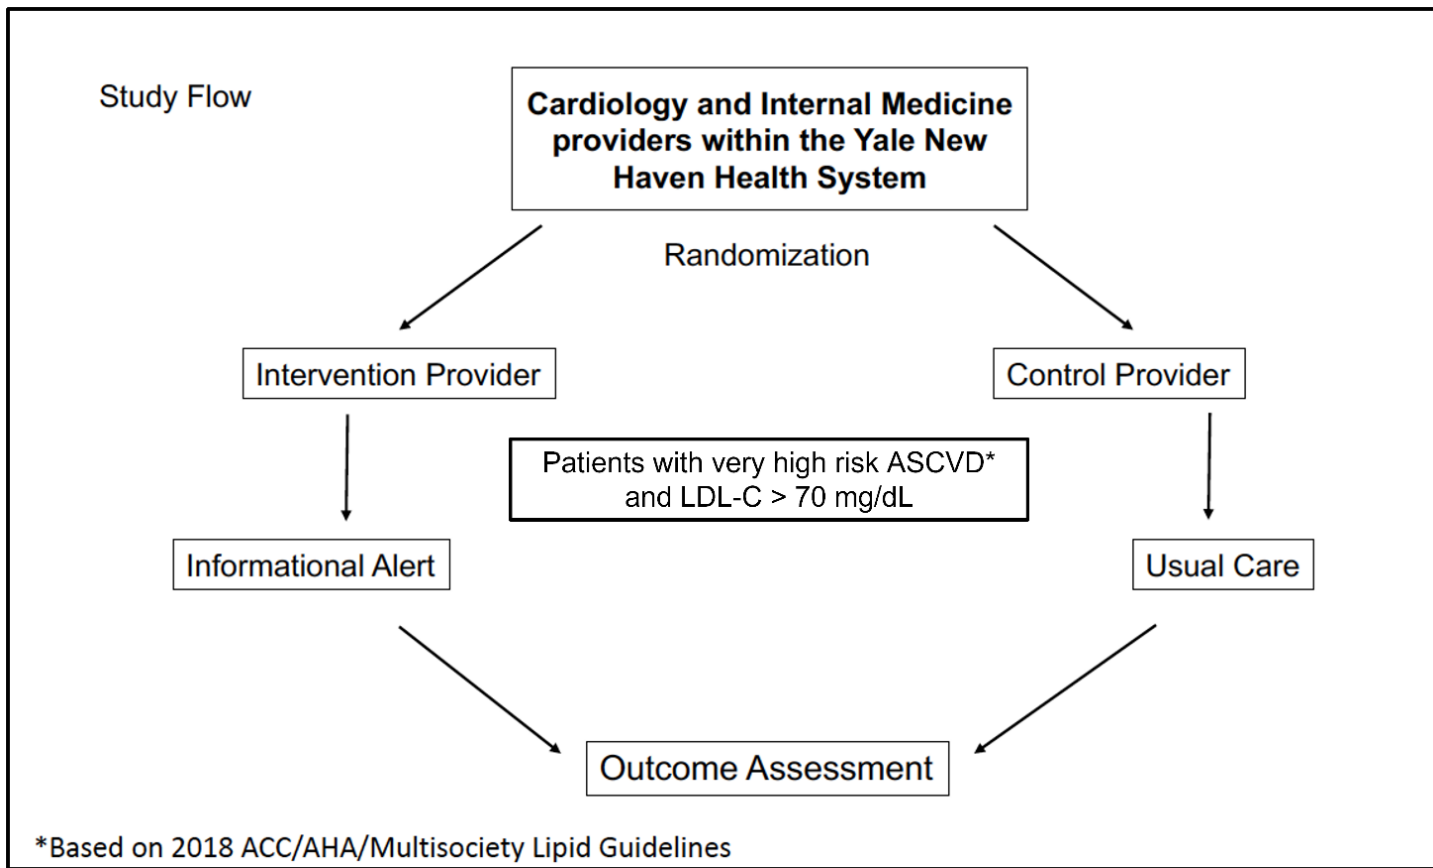 Study Flow
Cardiology and Internal Medicine
providers within the Yale New
Haven Health System
Randomization
Intervention Provider
Control Provider
Patients with very high risk ASCVD*
and LDL-C > 70 mg/dL
Informational Alert
Usual Care
Outcome Assessment
*Based on 2018 ACC/AHA/Multisociety Lipid Guidelines